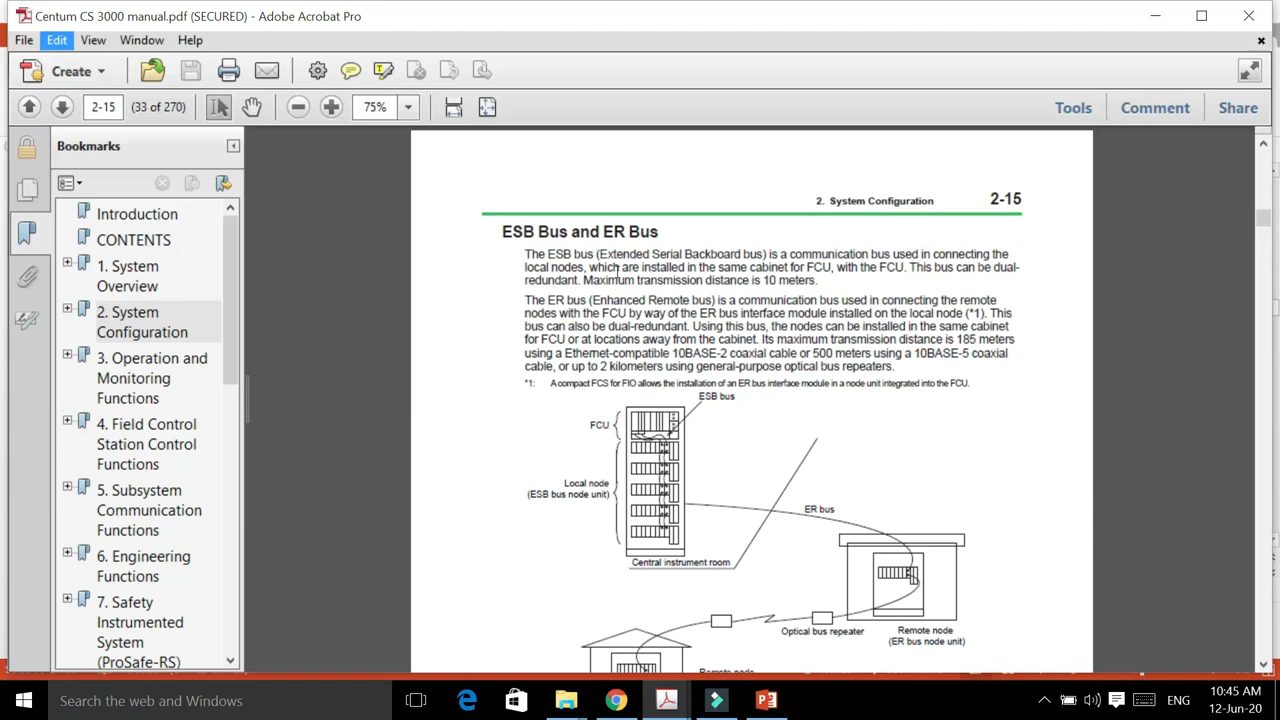 Centum CS 3000 manual.pdf (SECURED) - Adobe Acrobat Pro
File Edit View Window Help
Create
2-15 (33 of 270) 75% Tools Comment Share
Bookmarks
Introduction
CONTENTS
1. System
Overview
2. System
Configuration
3. Operation and
Monitoring
Functions
4. Field Control
Station Control
Functions
5. Subsystem
Communication
Functions
6. Engineering
Functions
7. Safety
Instrumented
System
(ProSafe-RS)
2. System Configuration 2-15
ESB Bus and ER Bus
The ESB bus (Extended Serial Backboard bus) is a communication bus used in connecting the
local nodes, which are installed in the same cabinet for FCU, with the FCU. This bus can be dual-
redundant. Maximum transmission distance is 10 meters.
The ER bus (Enhanced Remote bus) is a communication bus used in connecting the remote
nodes with the FCU by way of the ER bus interface module installed on the local node (*1). This
bus can also be dual-redundant. Using this bus, the nodes can be installed in the same cabinet
for FCU or at locations away from the cabinet. Its maximum transmission distance is 185 meters
using a Ethernet-compatible 10BASE-2 coaxial cable or 500 meters using a 10BASE-5 coaxial
cable, or up to 2 kilometers using general-purpose optical bus repeaters.
*1: A compact FCS for FIO allows the installation of an ER bus interface module in a node unit integrated into the FCU.
ESB bus
FCU
Local node
(ESB bus node unit)
ER bus
Central instrument room
Optical bus repeater
Remote node
(ER bus node unit)
Remote node
Search the web and Windows
ENG
10:45 AM
12-Jun-20